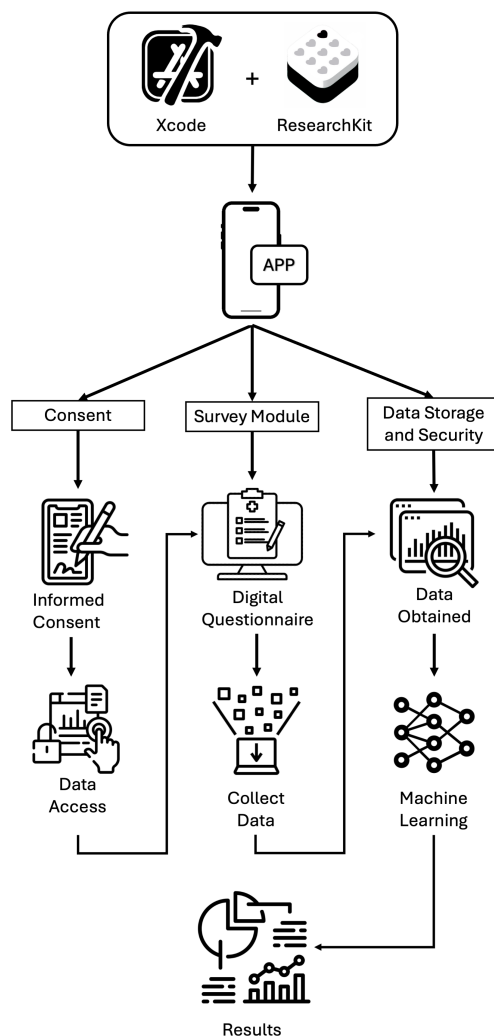 +
Xcode
ResearchKit
APP
Consent
Survey Module
Data Storage
and Security
Informed
Consent
Digital
Questionnaire
Data
Obtained
Data
Access
Collect
Data
Machine
Learning
Results